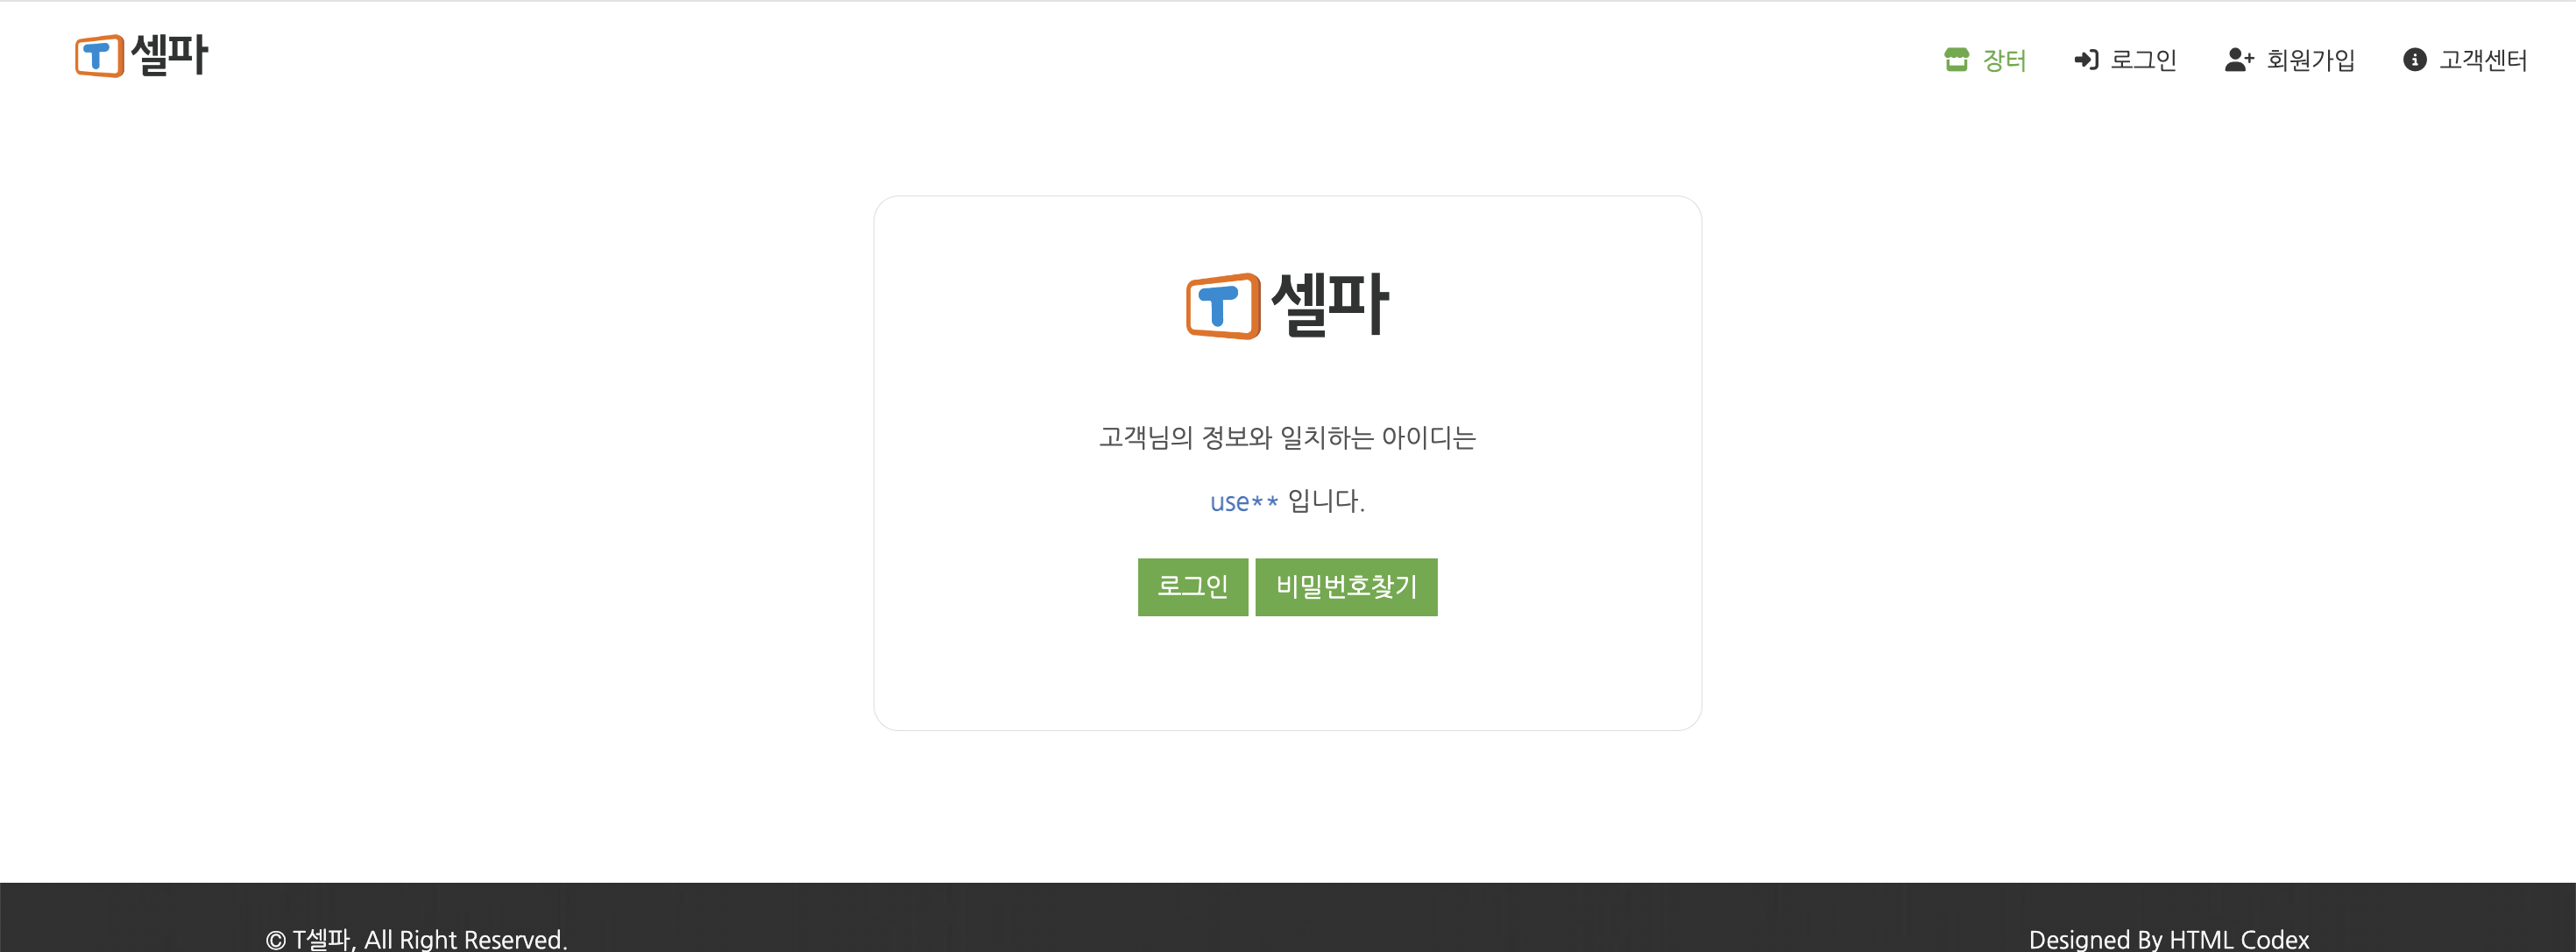 T 셀파
장터 로그인 회원가입 고객센터
T 셀파
고객님의 정보와 일치하는 아이디는
use** 입니다.
로그인 비밀번호찾기
© T셀파, All Right Reserved. Designed By HTML Codex